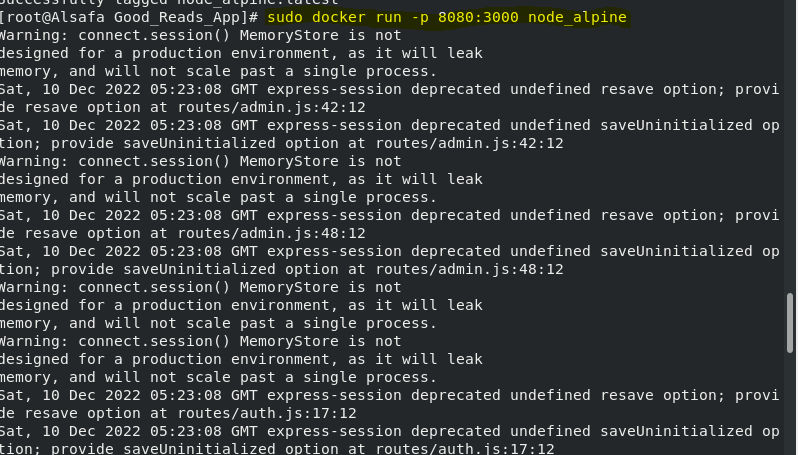 Successfully tagged node_alpine:latest
[root@Alsafa Good_Reads_App]# sudo docker run -p 8080:3000 node_alpine
Warning: connect.session() MemoryStore is not
designed for a production environment, as it will leak
memory, and will not scale past a single process.
Sat, 10 Dec 2022 05:23:08 GMT express-session deprecated undefined resave option; provi
de resave option at routes/admin.js:42:12
Sat, 10 Dec 2022 05:23:08 GMT express-session deprecated undefined saveUninitialized op
tion; provide saveUninitialized option at routes/admin.js:42:12
Warning: connect.session() MemoryStore is not
designed for a production environment, as it will leak
memory, and will not scale past a single process.
Sat, 10 Dec 2022 05:23:08 GMT express-session deprecated undefined resave option; provi
de resave option at routes/admin.js:48:12
Sat, 10 Dec 2022 05:23:08 GMT express-session deprecated undefined saveUninitialized op
tion; provide saveUninitialized option at routes/admin.js:48:12
Warning: connect.session() MemoryStore is not
designed for a production environment, as it will leak
memory, and will not scale past a single process.
Warning: connect.session() MemoryStore is not
designed for a production environment, as it will leak
memory, and will not scale past a single process.
Sat, 10 Dec 2022 05:23:08 GMT express-session deprecated undefined resave option; provi
de resave option at routes/auth.js:17:12
Sat, 10 Dec 2022 05:23:08 GMT express-session deprecated undefined saveUninitialized op
tion; provide saveUninitialized option at routes/auth.js:17:12